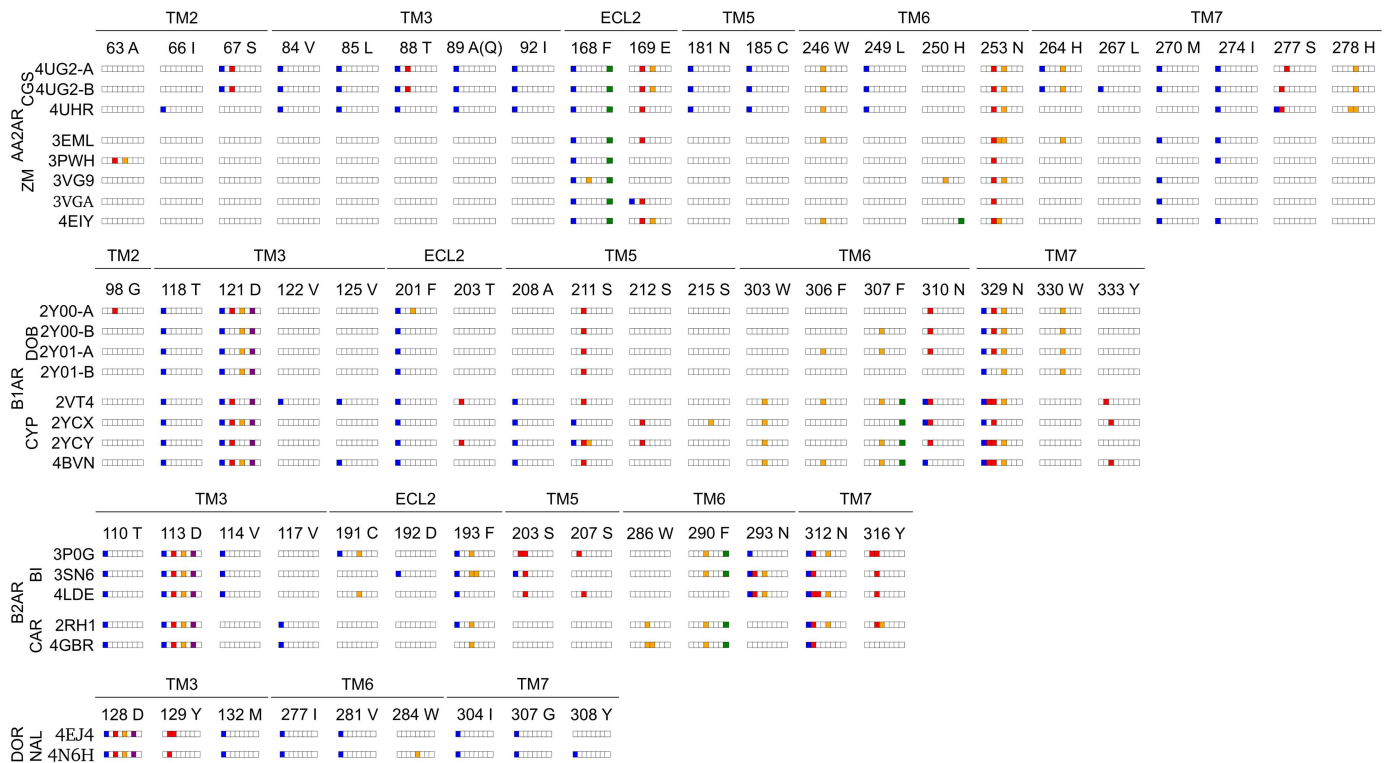 TM2 TM3 ECL2 TM5 TM6 TM7
63 A 66 I 67 S 84 V 85 L 88 T 89 A(Q) 92 I 168 F 169 E 181 N 185 C 246 W 249 L 250 H 253 N 264 H 267 L 270 M 274 I 277 S 278 H
AA2AR
CGS
4UG2-A
4UG2-B
4UHR
ZM
3EML
3PWH
3VG9
3VGA
4EIY
TM2 TM3 ECL2 TM5 TM6 TM7
98 G 118 T 121 D 122 V 125 V 201 F 203 T 208 A 211 S 212 S 215 S 303 W 306 F 307 F 310 N 329 N 330 W 333 Y
B1AR
DOB
2Y00-A
2Y00-B
2Y01-A
2Y01-B
CYP
2VT4
2YCX
2YCY
4BVN
TM3 ECL2 TM5 TM6 TM7
110 T 113 D 114 V 117 V 191 C 192 D 193 F 203 S 207 S 286 W 290 F 293 N 312 N 316 Y
B2AR
BI
3P0G
3SN6
4LDE
CAR
2RH1
4GBR
TM3 TM6 TM7
128 D 129 Y 132 M 277 I 281 V 284 W 304 I 307 G 308 Y
DOR
NAL
4EJ4
4N6H